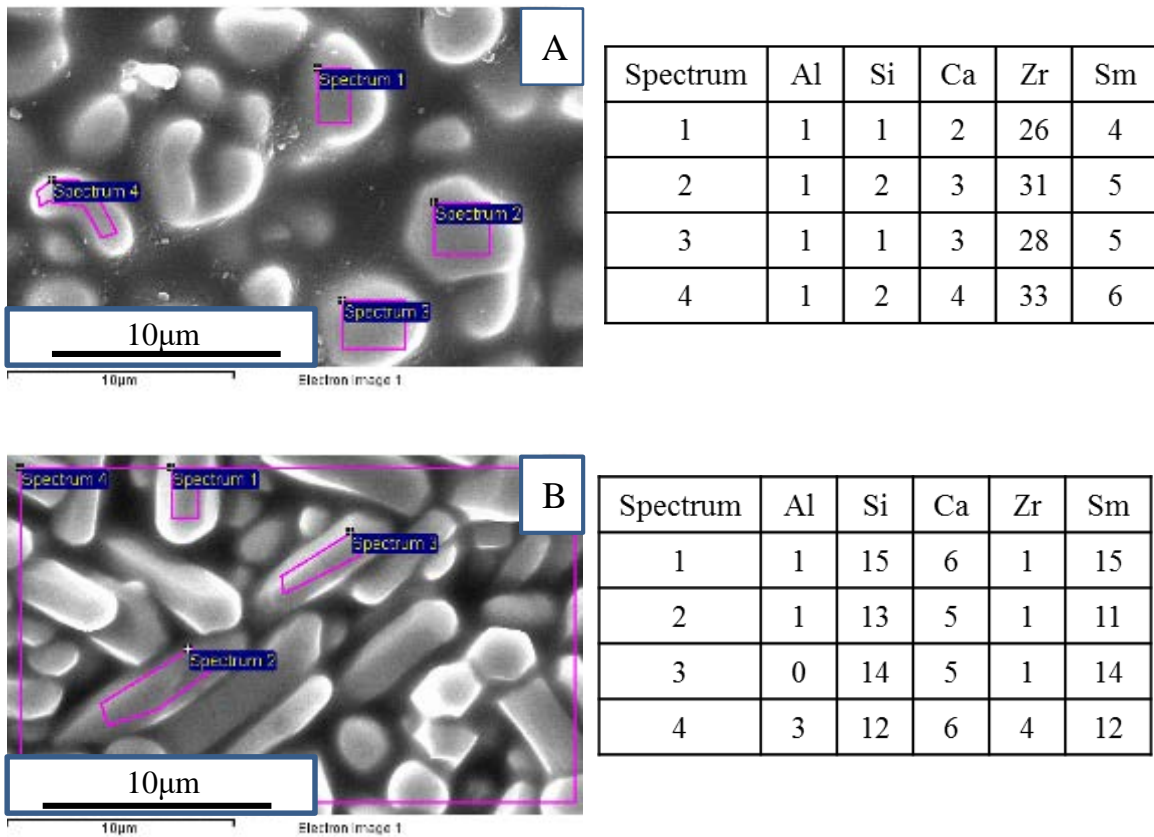 A
Spectrum 1
Spectrum 4
Spectrum 2
Spectrum 3
10μm
10μm Electron Image 1
Spectrum Al Si Ca Zr Sm
1 1 1 2 26 4
2 1 2 3 31 5
3 1 1 3 28 5
4 1 2 4 33 6
B
Spectrum 4 Spectrum 1
Spectrum 3
Spectrum 2
10μm
10μm Electron Image 1
Spectrum Al Si Ca Zr Sm
1 1 15 6 1 15
2 1 13 5 1 11
3 0 14 5 1 14
4 3 12 6 4 12